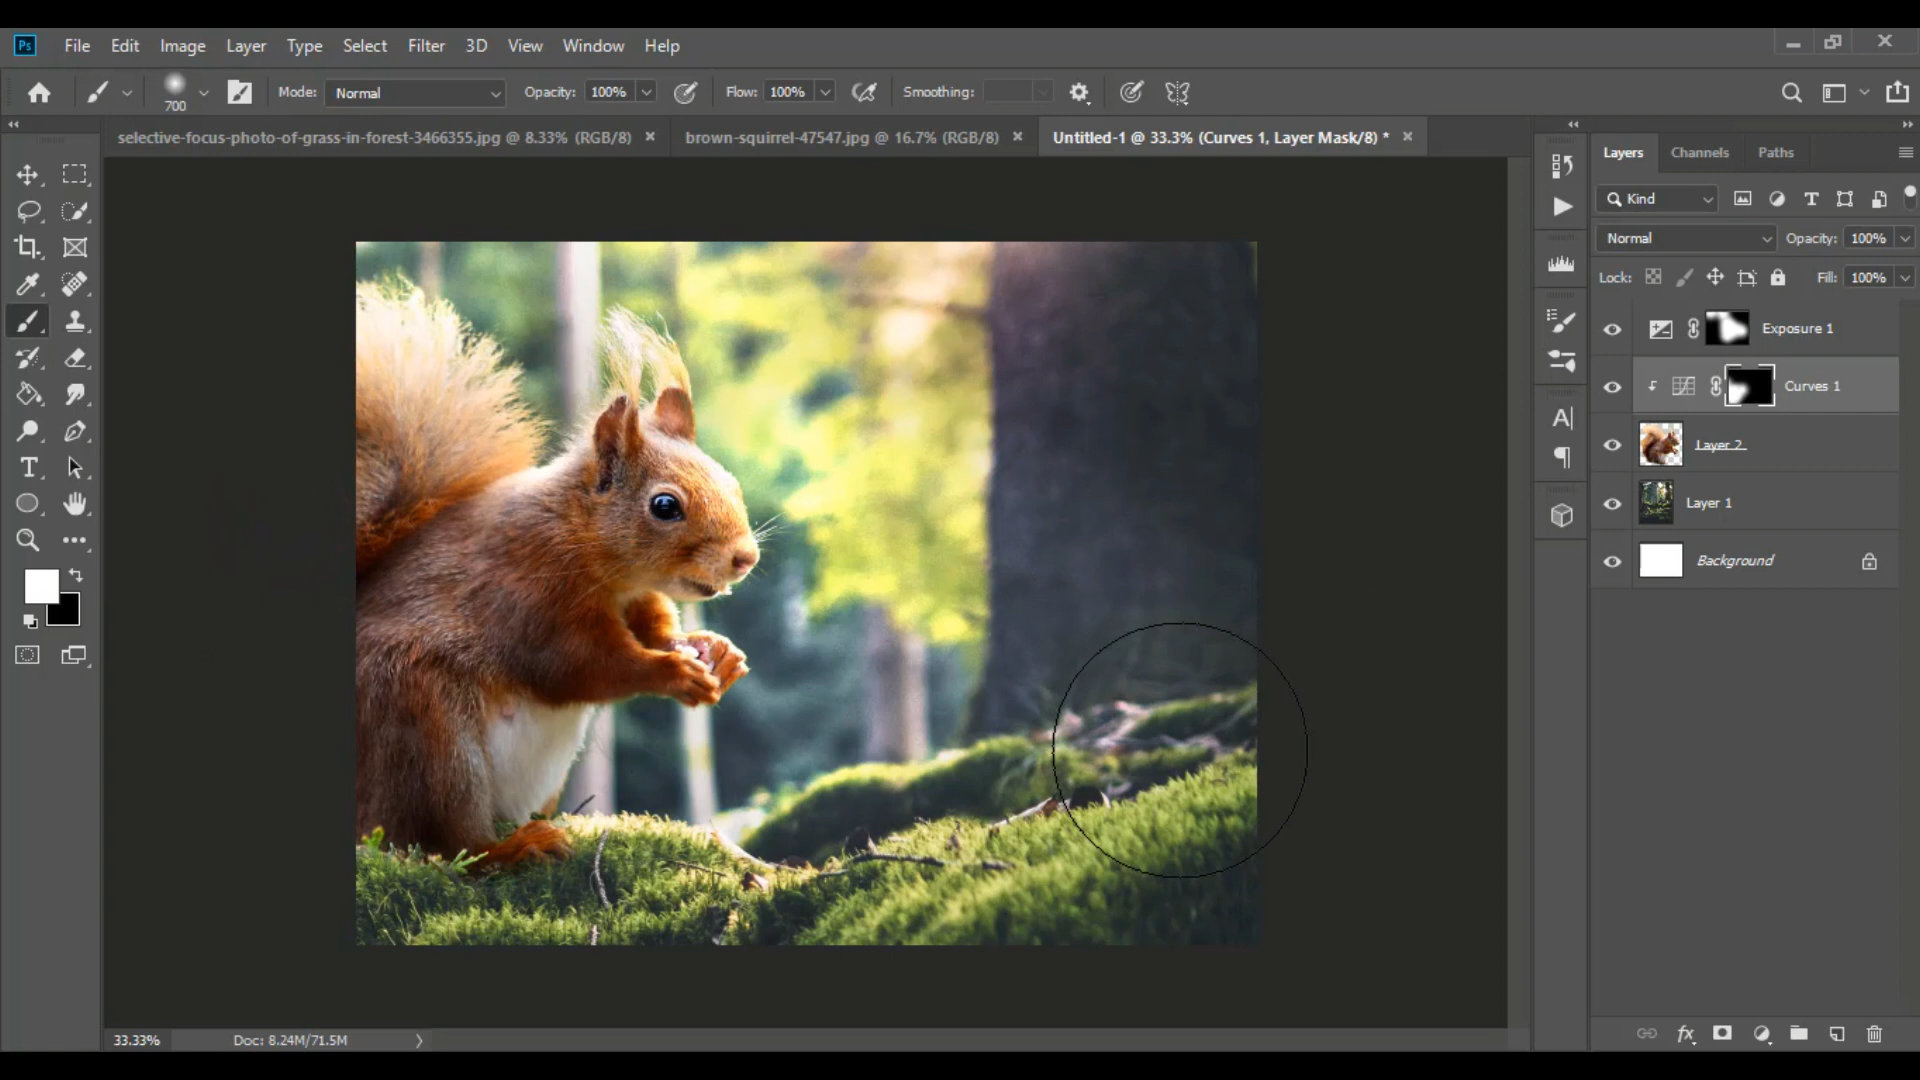 Ps File Edit Image Layer Type Select Filter 3D View Window Help
700 Mode: Normal Opacity: 100% Flow: 100% Smoothing:
selective-focus-photo-of-grass-in-forest-3466355.jpg @ 8.33% (RGB/8) brown-squirrel-47547.jpg @ 16.7% (RGB/8) Untitled-1 @ 33.3% (Curves 1, Layer Mask/8) *
Layers Channels Paths
Kind
Normal Opacity: 100%
Lock: Fill: 100%
Exposure 1
Curves 1
Layer 2
Layer 1
Background
33.33% Doc: 8.24M/71.5M